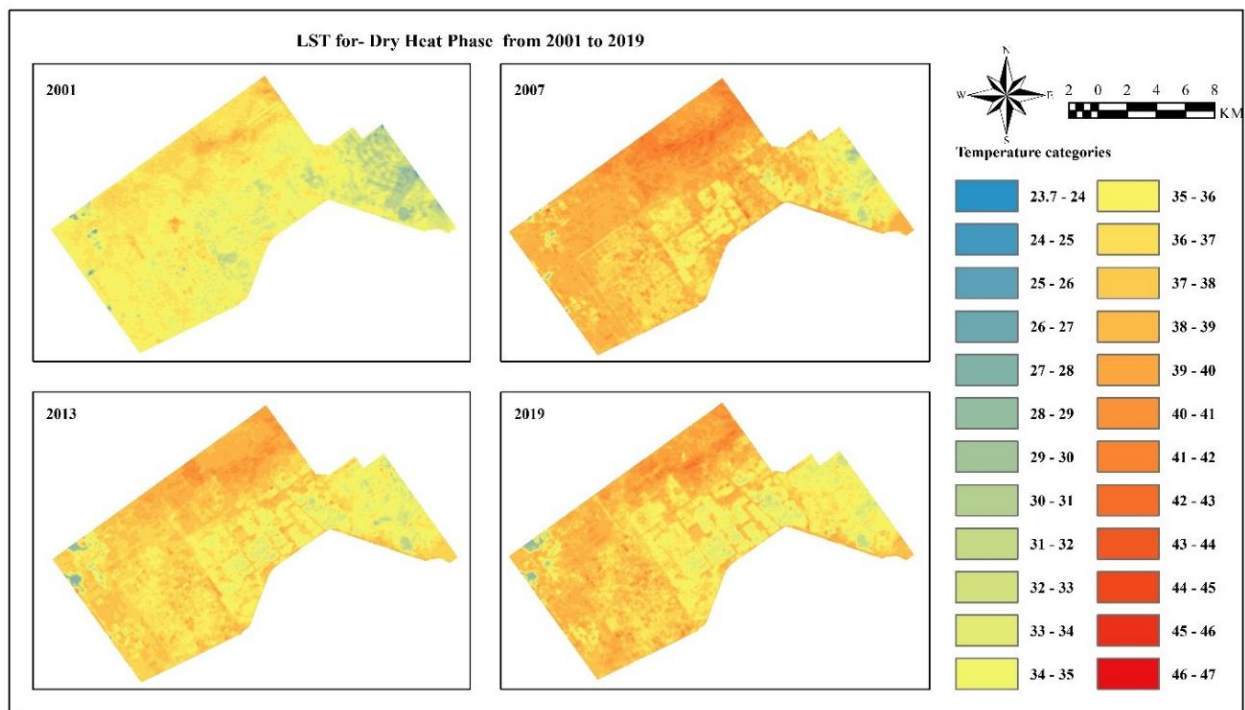 LST for- Dry Heat Phase from 2001 to 2019
2001
2007
2013
2019
N
W E
S
2 0 2 4 6 8
KM
Temperature categories
23.7 - 24
24 - 25
25 - 26
26 - 27
27 - 28
28 - 29
29 - 30
30 - 31
31 - 32
32 - 33
33 - 34
34 - 35
35 - 36
36 - 37
37 - 38
38 - 39
39 - 40
40 - 41
41 - 42
42 - 43
43 - 44
44 - 45
45 - 46
46 - 47